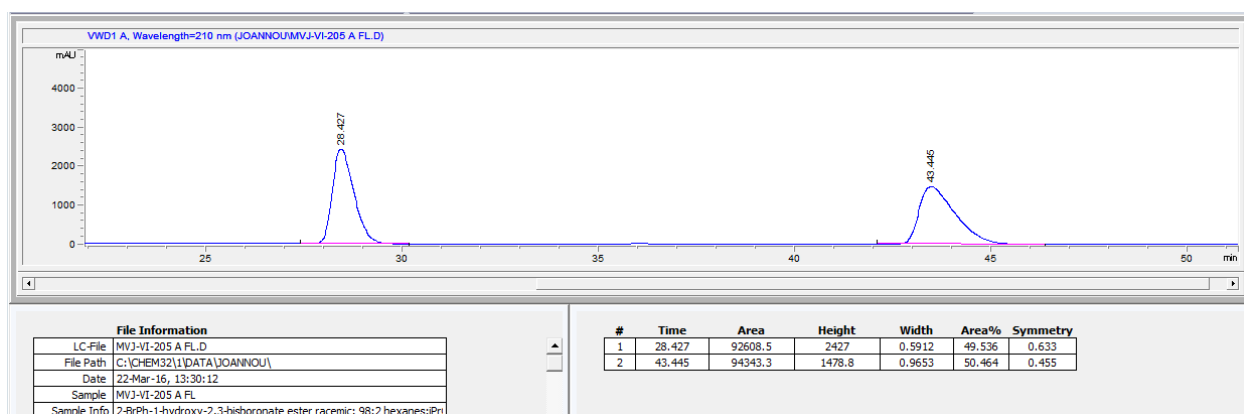 VWD1 A, Wavelength=210 nm (JOANNOU\MVJ-VI-205 A FL.D)
mAU
4000
3000
2000
1000
0
28.427
43.445
25 30 35 40 45 50 min
File Information
LC-File MVJ-VI-205 A FL.D
File Path C:\CHEM32\1\DATA\JOANNOU\
Date 22-Mar-16, 13:30:12
Sample MVJ-VI-205 A FL
Sample Info 2-BrPh-1-hydroxy-2,3-bisboronate ester racemic; 98:2 hexanes:iPr
# Time Area Height Width Area% Symmetry
1 28.427 92608.5 2427 0.5912 49.536 0.633
2 43.445 94343.3 1478.8 0.9653 50.464 0.455